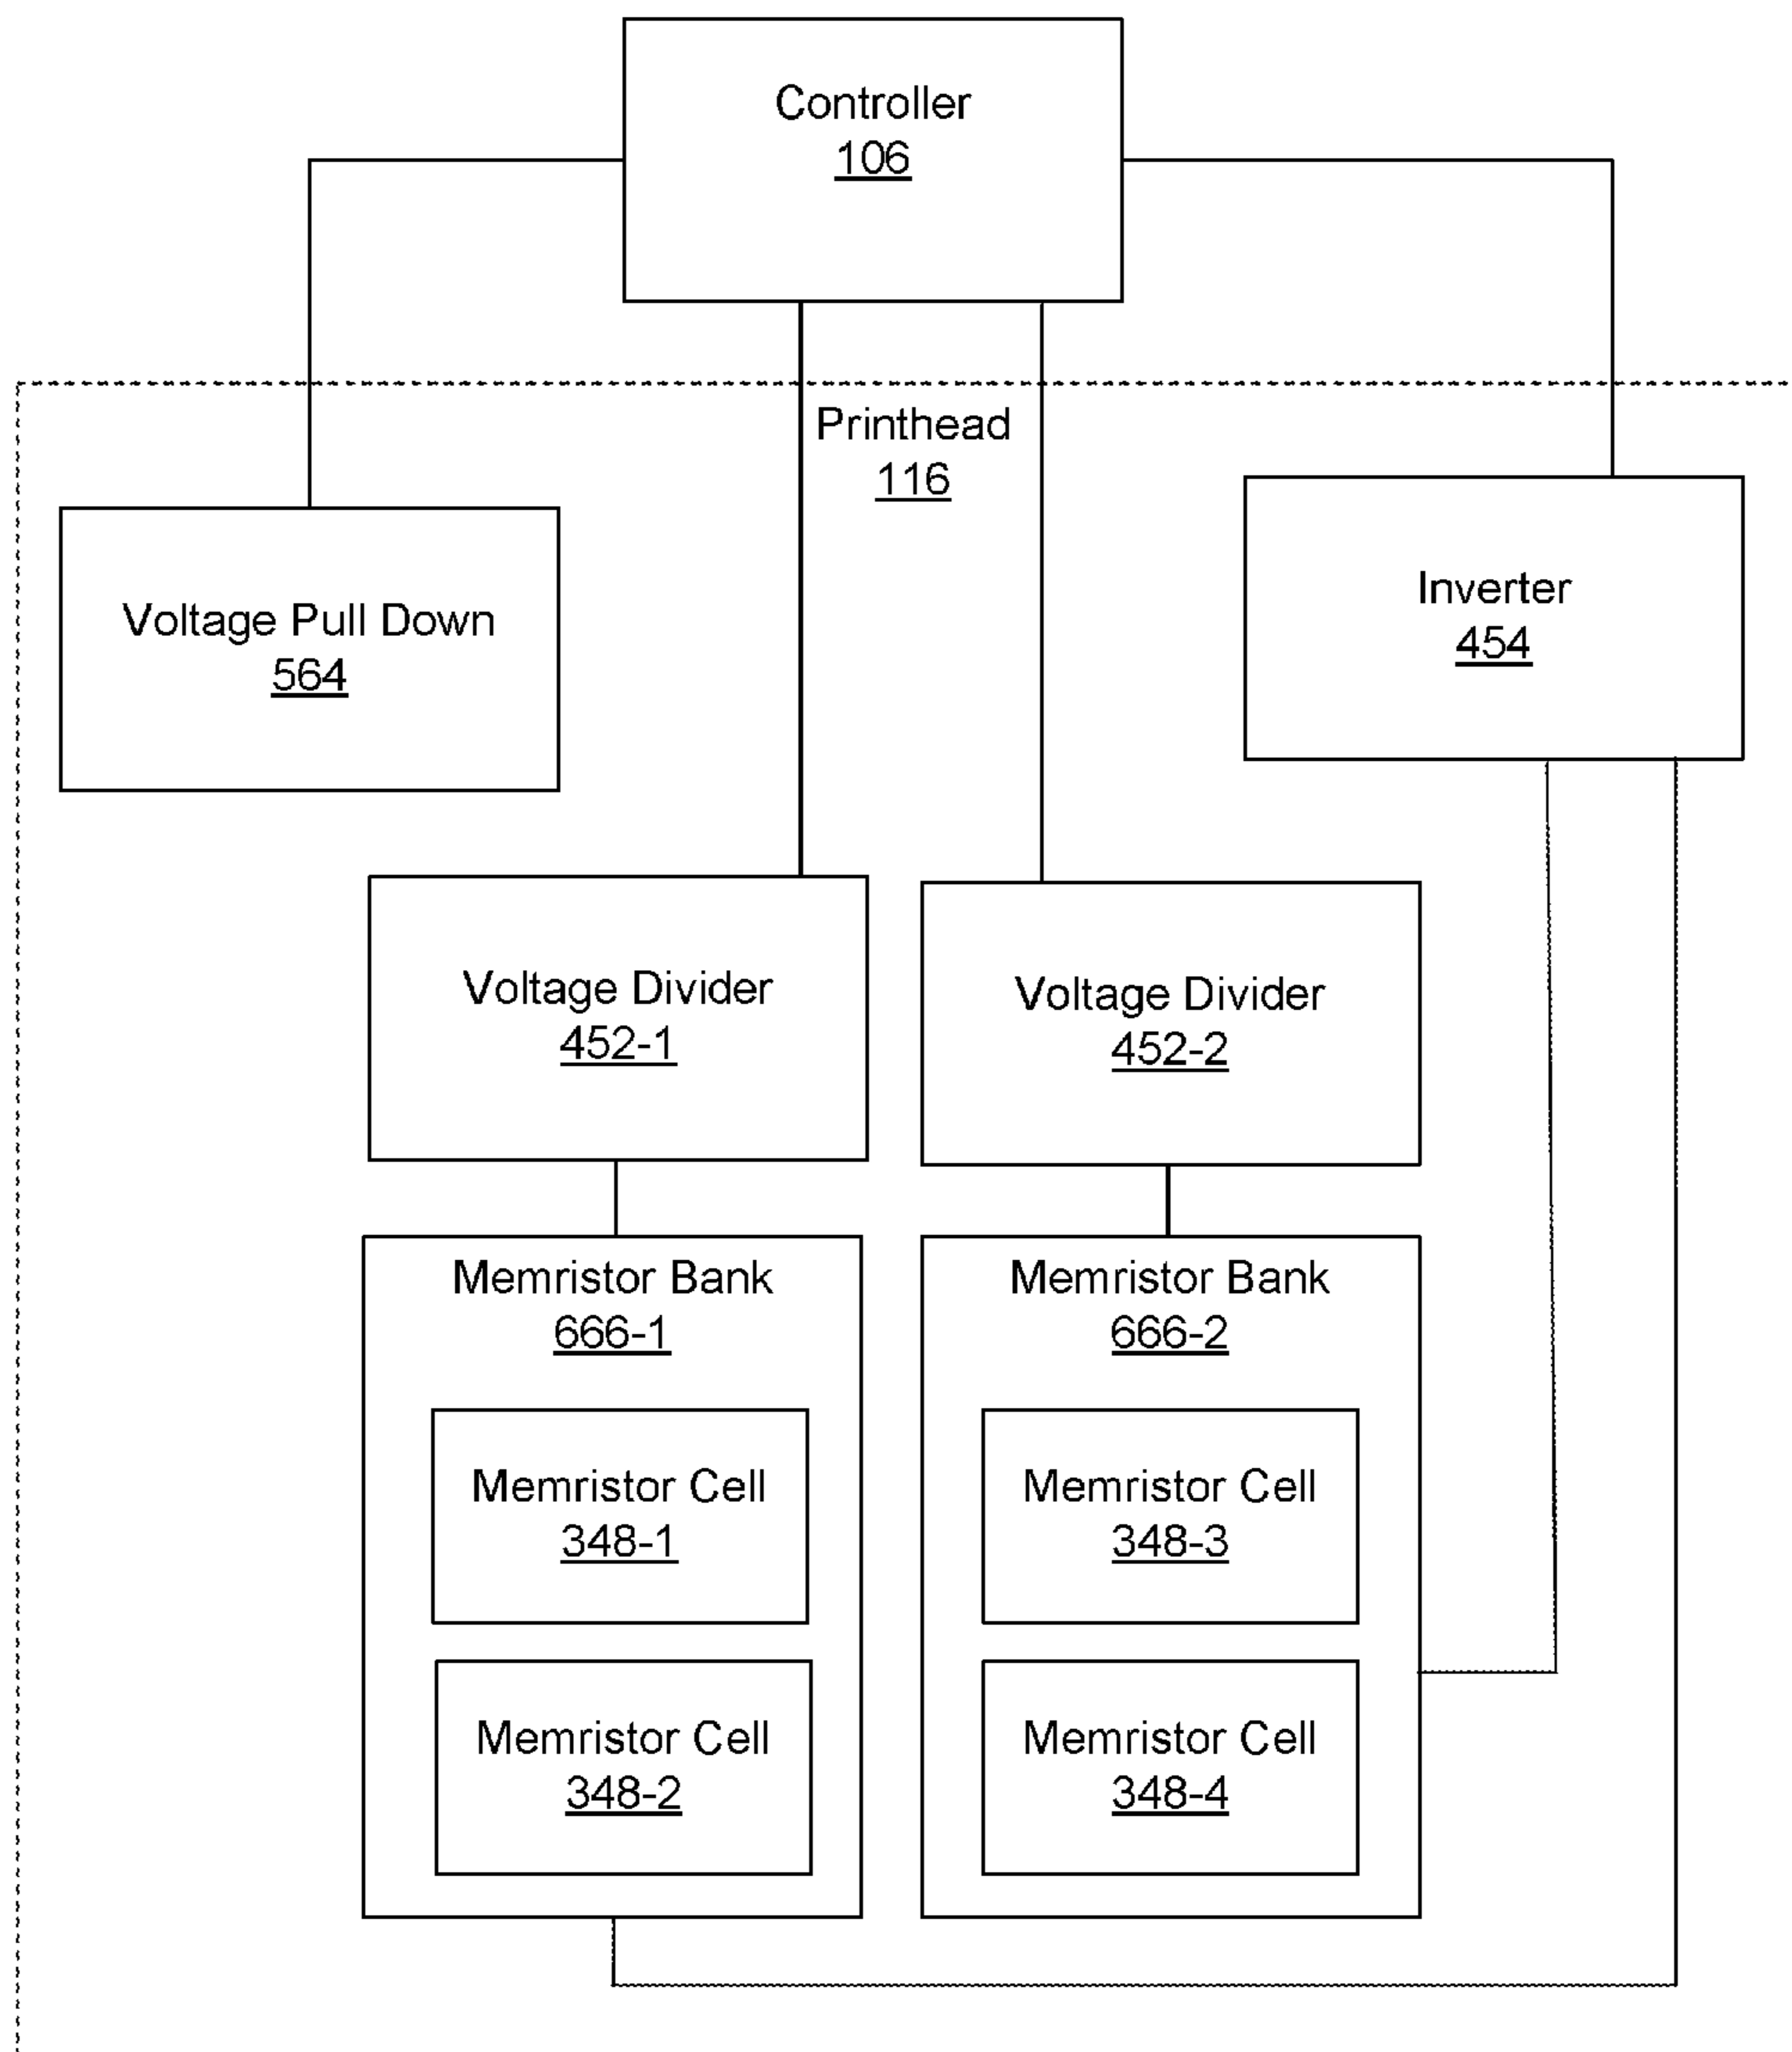 Controller
106
Printhead
116
Voltage Pull Down
564
Inverter
454
Voltage Divider
452-1
Voltage Divider
452-2
Memristor Bank
666-1
Memristor Cell
348-1
Memristor Cell
348-2
Memristor Bank
666-2
Memristor Cell
348-3
Memristor Cell
348-4